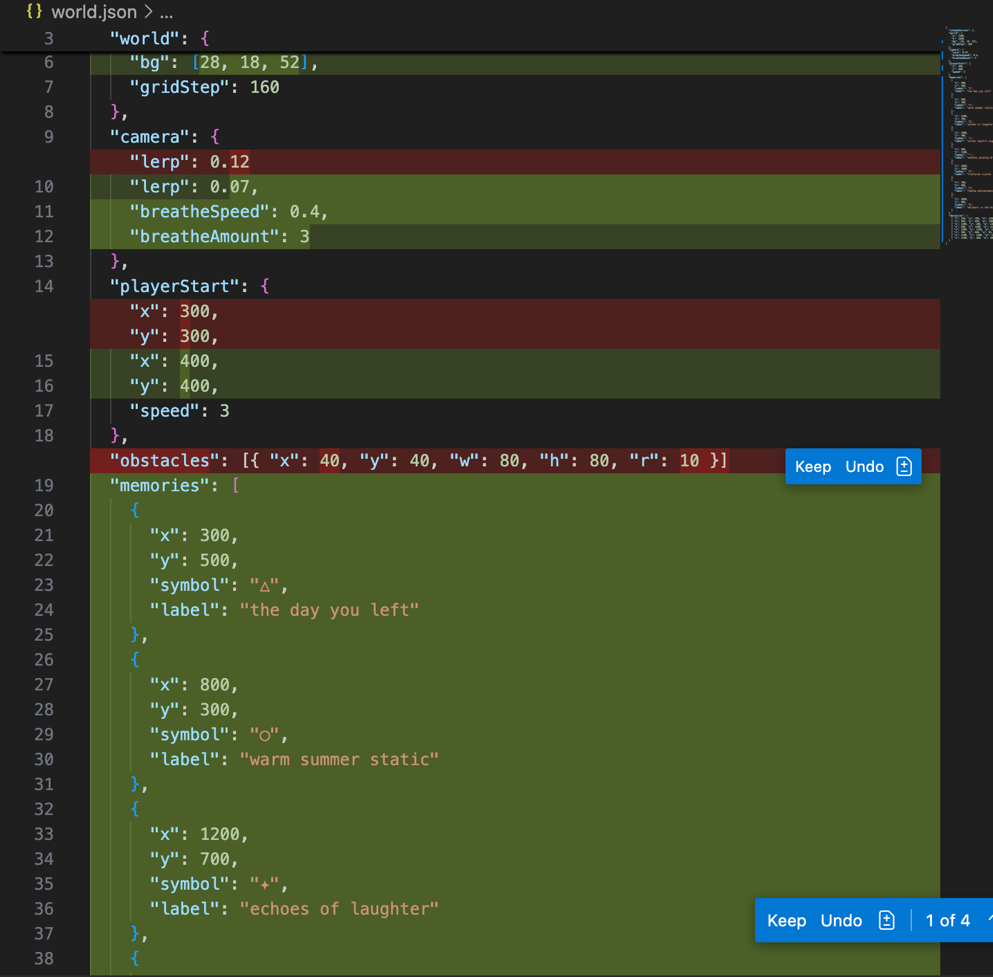 {} world.json > ...
3 "world": {
6 "bg": [28, 18, 52],
7 "gridStep": 160
8 },
9 "camera": {
"lerp": 0.12
10 "lerp": 0.07,
11 "breatheSpeed": 0.4,
12 "breatheAmount": 3
13 },
14 "playerStart": {
"x": 300,
"y": 300,
15 "x": 400,
16 "y": 400,
17 "speed": 3
18 },
"obstacles": [{ "x": 40, "y": 40, "w": 80, "h": 80, "r": 10 }]
Keep Undo
19 "memories": [
20 {
21 "x": 300,
22 "y": 500,
23 "symbol": "△",
24 "label": "the day you left"
25 },
26 {
27 "x": 800,
28 "y": 300,
29 "symbol": "○",
30 "label": "warm summer static"
31 },
32 {
33 "x": 1200,
34 "y": 700,
35 "symbol": "✦",
36 "label": "echoes of laughter"
37 },
38 {
Keep Undo 1 of 4